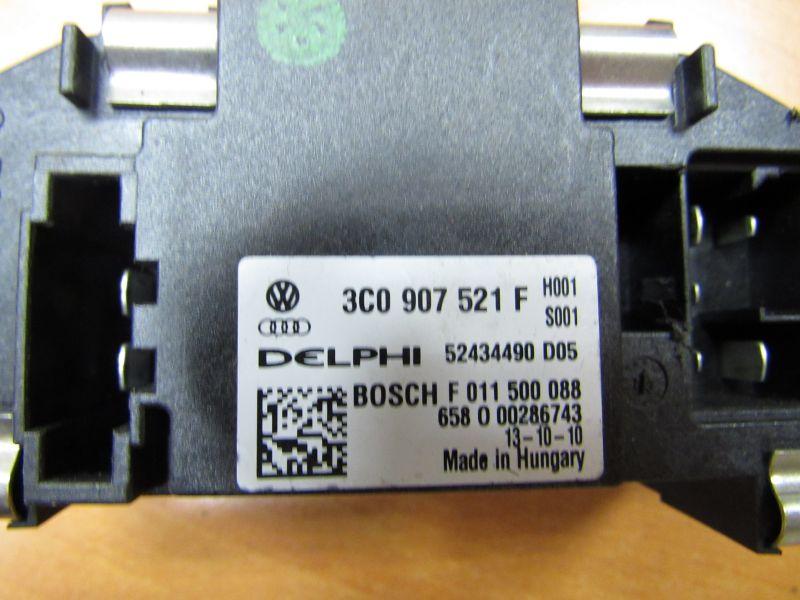 3C0 907 521 F H001
S001
DELPHI 52434490 D05
BOSCH F 011 500 088
658 0 00286743
13-10-10
Made in Hungary